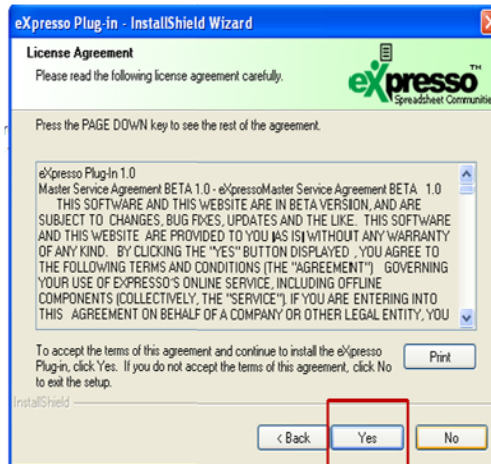 eXpresso Plug-in - InstallShield Wizard
License Agreement
Please read the following license agreement carefully.
eXpresso™
Spreadsheet Communitie
Press the PAGE DOWN key to see the rest of the agreement.
eXpresso Plug-In 1.0
Master Service Agreement BETA 1.0 - eXpressoMaster Service Agreement BETA 1.0
THIS SOFTWARE AND THIS WEBSITE ARE IN BETA VERSION, AND ARE
SUBJECT TO CHANGES, BUG FIXES, UPDATES AND THE LIKE. THIS SOFTWARE
AND THIS WEBSITE ARE PROVIDED TO YOU |AS IS| WITHOUT ANY WARRANTY
OF ANY KIND. BY CLICKING THE "YES" BUTTON DISPLAYED , YOU AGREE TO
THE FOLLOWING TERMS AND CONDITIONS (THE "AGREEMENT") GOVERNING
YOUR USE OF EXPRESSO'S ONLINE SERVICE, INCLUDING OFFLINE
COMPONENTS (COLLECTIVELY, THE "SERVICE"). IF YOU ARE ENTERING INTO
THIS AGREEMENT ON BEHALF OF A COMPANY OR OTHER LEGAL ENTITY, YOU
To accept the terms of this agreement and continue to install the eXpresso
Plug-in, click Yes. If you do not accept the terms of this agreement, click No
to exit the setup.
Print
InstallShield
< Back
Yes
No